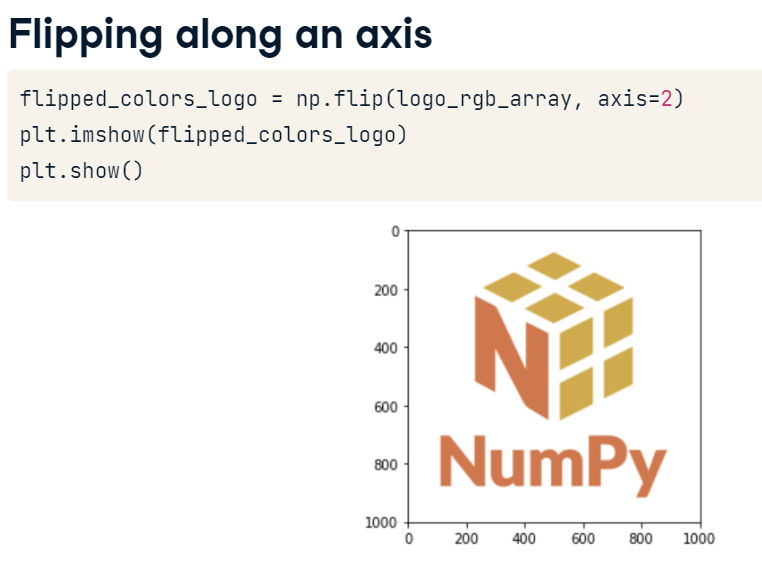 Flipping along an axis
flipped_colors_logo = np.flip(logo_rgb_array, axis=2)
plt.imshow(flipped_colors_logo)
plt.show()
0
200
400
600
800
1000
N
NumPy
0 200 400 600 800 1000